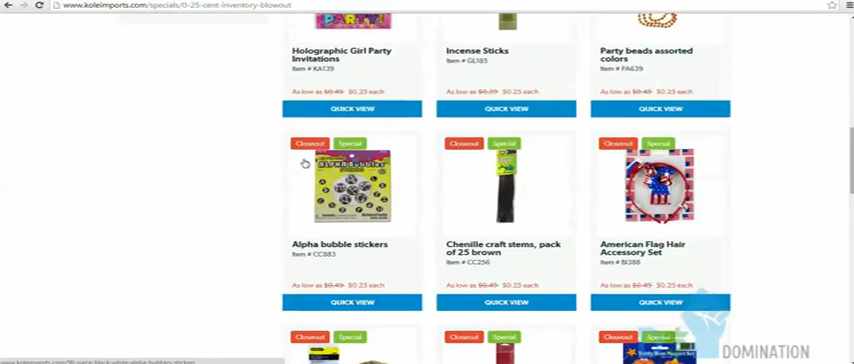 www.koleimports.com/specials/0-25-cent-inventory-blowout
PARTY!
Holographic Girl Party
Invitations
Item # KA139
As low as $0.45 $0.25 each
QUICK VIEW
Incense Sticks
Item # GL185
As low as $0.39 $0.25 each
QUICK VIEW
Party beads assorted
colors
Item # PA639
As low as $0.45 $0.25 each
QUICK VIEW
Closeout Special
ALPHA Bubbles
Alpha bubble stickers
Item # CC883
As low as $0.49 $0.25 each
QUICK VIEW
Closeout Special
Chenille craft stems, pack
of 25 brown
Item # CC256
As low as $0.49 $0.25 each
QUICK VIEW
Closeout Special
American Flag Hair
Accessory Set
Item # BI388
As low as $0.49 $0.25 each
QUICK VIEW
Closeout Special
Closeout Special
Closeout Special
DOMINATION